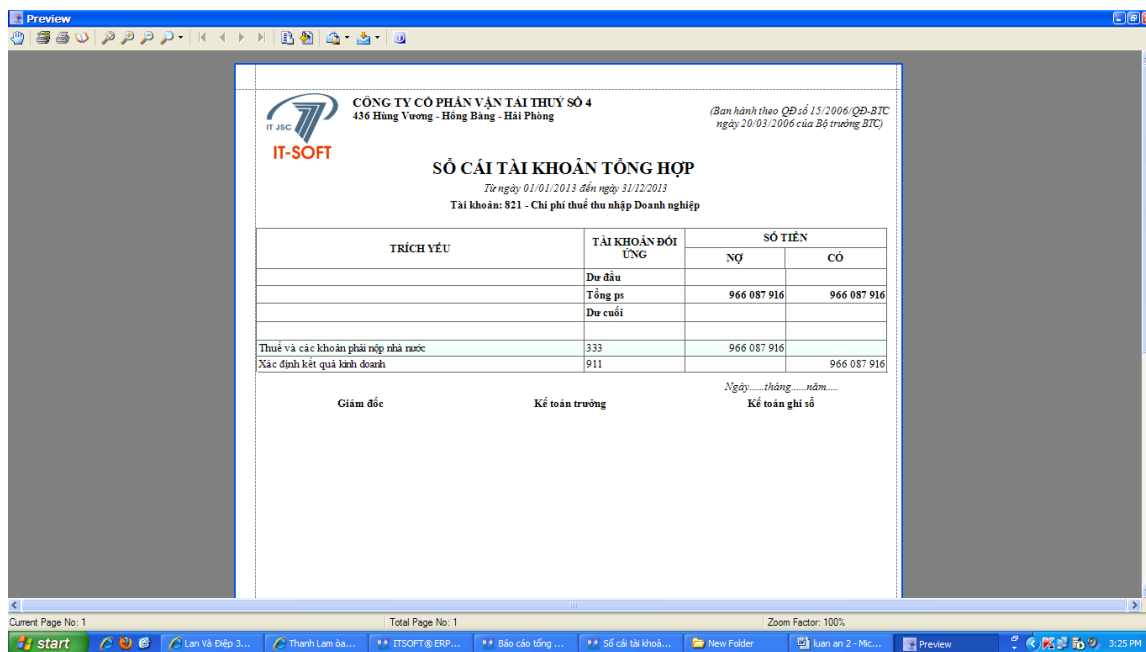 Preview
IT JSC
IT-SOFT
CÔNG TY CỔ PHẦN VẬN TẢI THUỶ SỐ 4
436 Hùng Vương - Hồng Bàng - Hải Phòng
(Ban hành theo QĐ số 15/2006/QĐ-BTC
ngày 20/03/2006 của Bộ trưởng BTC)
SỔ CÁI TÀI KHOẢN TỔNG HỢP
Từ ngày 01/01/2013 đến ngày 31/12/2013
Tài khoản: 821 - Chi phí thuế thu nhập Doanh nghiệp
TRÍCH YẾU TÀI KHOẢN ĐỐI ỨNG SỐ TIỀN
NỢ CÓ
Dư đầu
Tổng ps 966 087 916 966 087 916
Dư cuối
Thuế và các khoản phải nộp nhà nước 333 966 087 916
Xác định kết quả kinh doanh 911 966 087 916
Ngày......tháng......năm.....
Giám đốc Kế toán trưởng Kế toán ghi sổ
Current Page No: 1 Total Page No: 1 Zoom Factor: 100%
start Lan Và Điệp 3... Thanh Lam òa... ITSOFT® ERP... Báo cáo tổng ... Sổ cái tài khoả... New Folder luan an 2 - Mic... Preview 3:25 PM